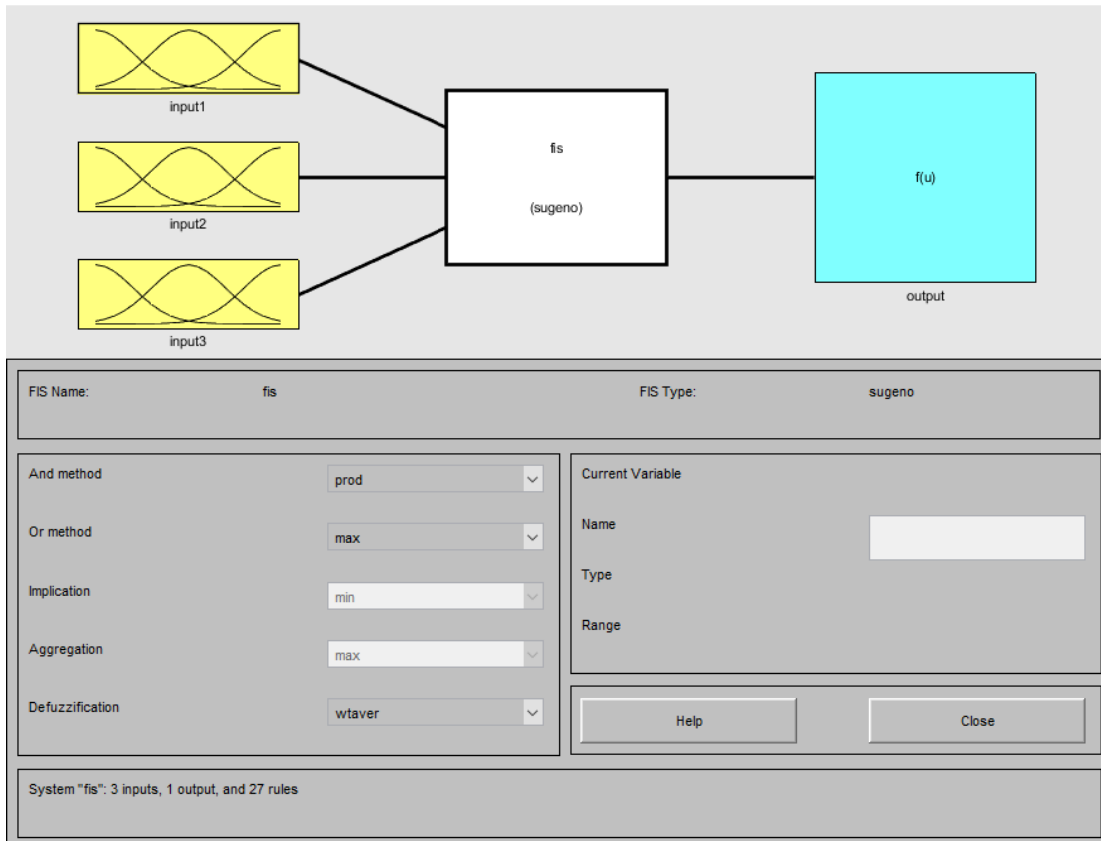 input1
input2
input3
fis
(sugeno)
f(u)
output
FIS Name: fis FIS Type: sugeno
And method prod
Or method max
Implication min
Aggregation max
Defuzzification wtaver
Current Variable
Name
Type
Range
Help Close
System "fis": 3 inputs, 1 output, and 27 rules